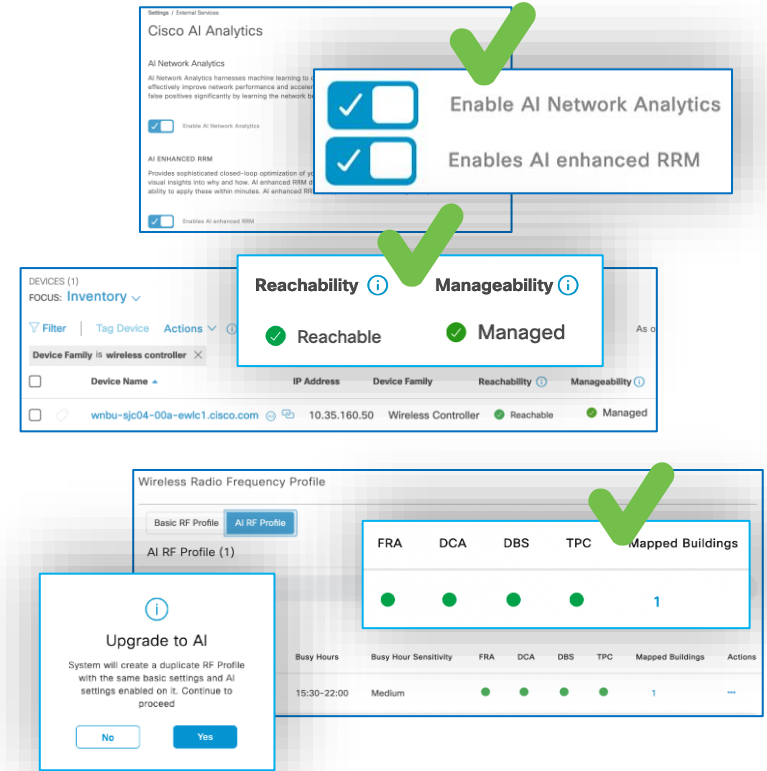 Settings / External Services
Cisco AI Analytics
AI Network Analytics
AI Network Analytics harnesses machine learning to
effectively improve network performance and
false positives significantly by learning the network
Enable AI Network Analytics
AI ENHANCED RRM
Provides sophisticated closed-loop optimization of
visual insights into why and how. AI enhanced RRM
ability to apply these within minutes. AI enhanced
Enables AI enhanced RRM
Enable AI Network Analytics
Enables AI enhanced RRM
DEVICES (1)
FOCUS: Inventory
Filter Tag Device Actions As o
Device Family is wireless controller
Device Name IP Address Device Family Reachability Manageability
wnbu-sjc04-00a-ewlc1.cisco.com 10.35.160.50 Wireless Controller Reachable Managed
Reachability Manageability
Reachable Managed
Wireless Radio Frequency Profile
Basic RF Profile AI RF Profile
AI RF Profile (1)
FRA DCA DBS TPC Mapped Buildings
1
Busy Hours Busy Hour Sensitivity FRA DCA DBS TPC Mapped Buildings Actions
15:30-22:00 Medium 1 ...
Upgrade to AI
System will create a duplicate RF Profile
with the same basic settings and AI
settings enabled on it. Continue to
proceed
No Yes